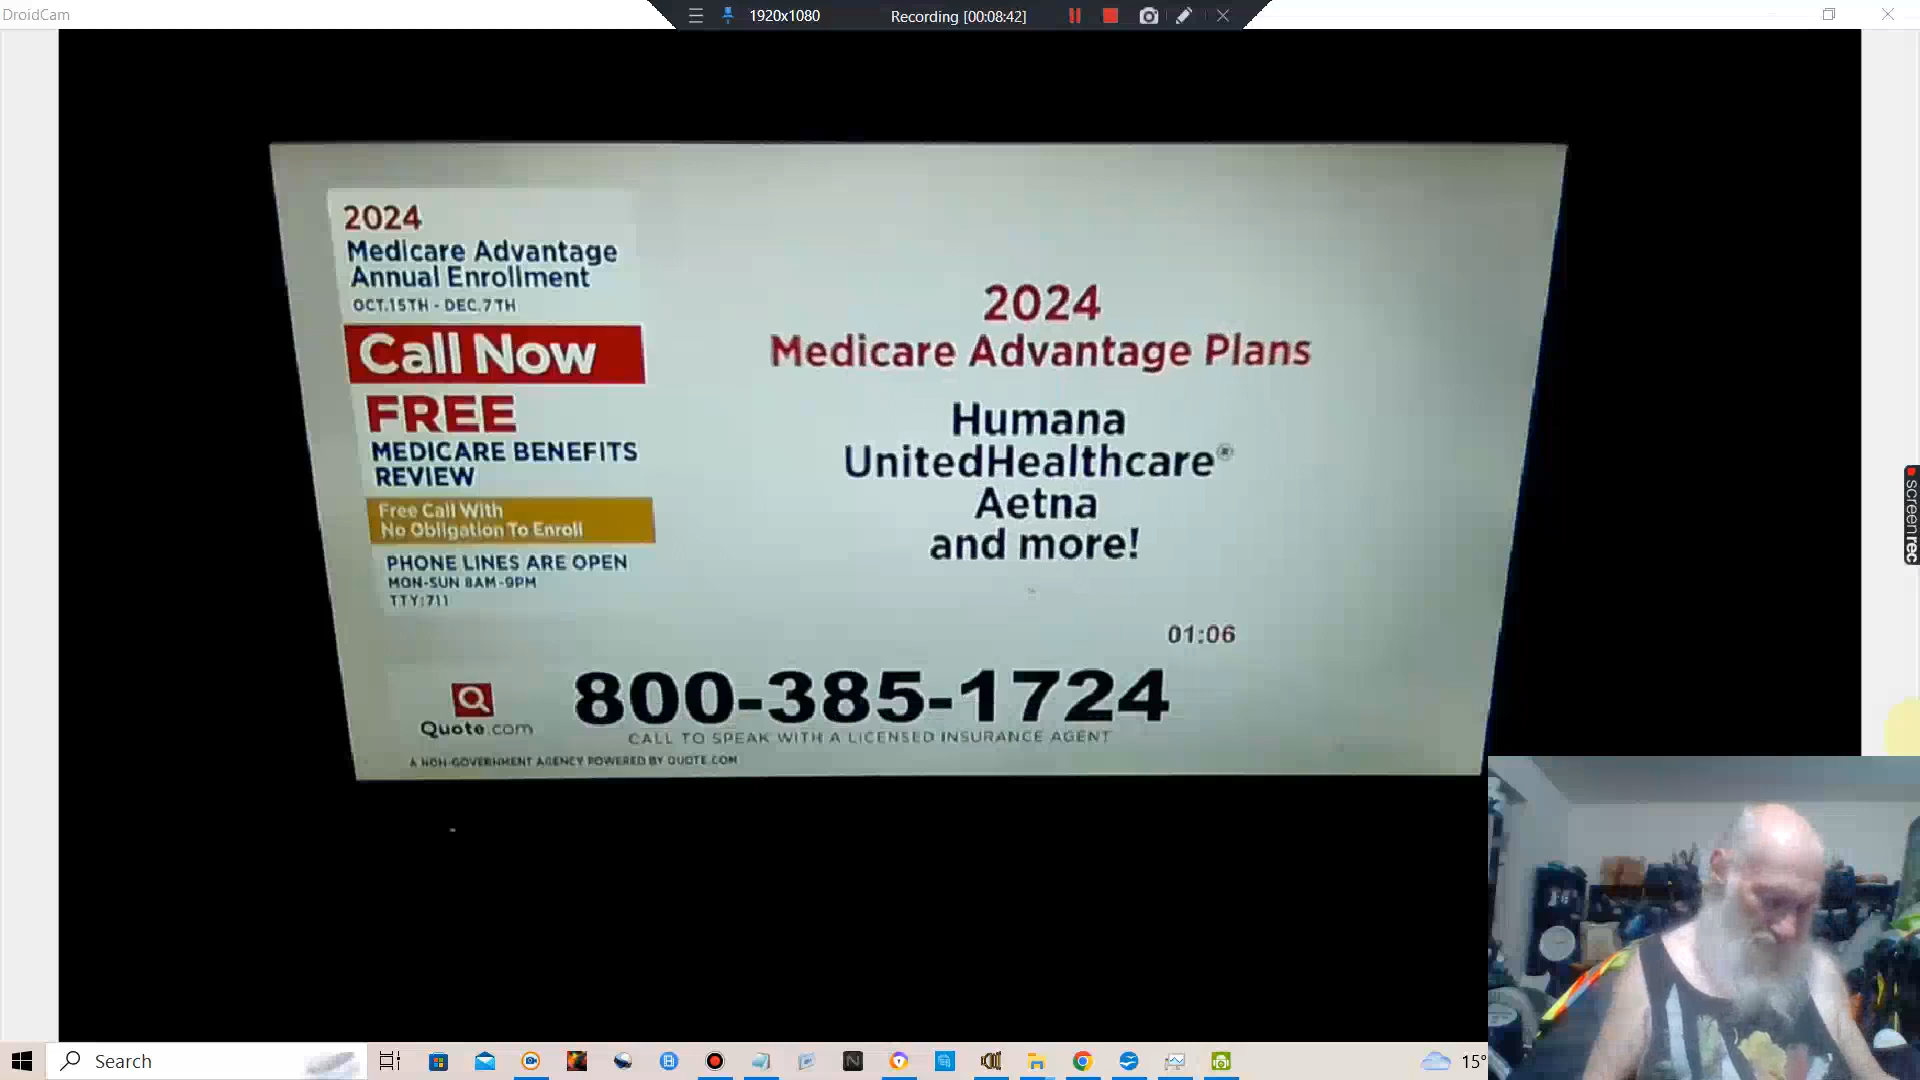 DroidCam
1920x1080
Recording [00:08:42]
2024
Medicare Advantage
Annual Enrollment
OCT.15TH - DEC.7TH
Call Now
FREE
MEDICARE BENEFITS
REVIEW
Free Call With
No Obligation To Enroll
PHONE LINES ARE OPEN
MON-SUN 8AM-9PM
TTY:711
2024
Medicare Advantage Plans
Humana
UnitedHealthcare®
Aetna
and more!
01:06
Quote.com
800-385-1724
CALL TO SPEAK WITH A LICENSED INSURANCE AGENT
A NON-GOVERNMENT AGENCY POWERED BY QUOTE.COM
screenrec
Search
15°